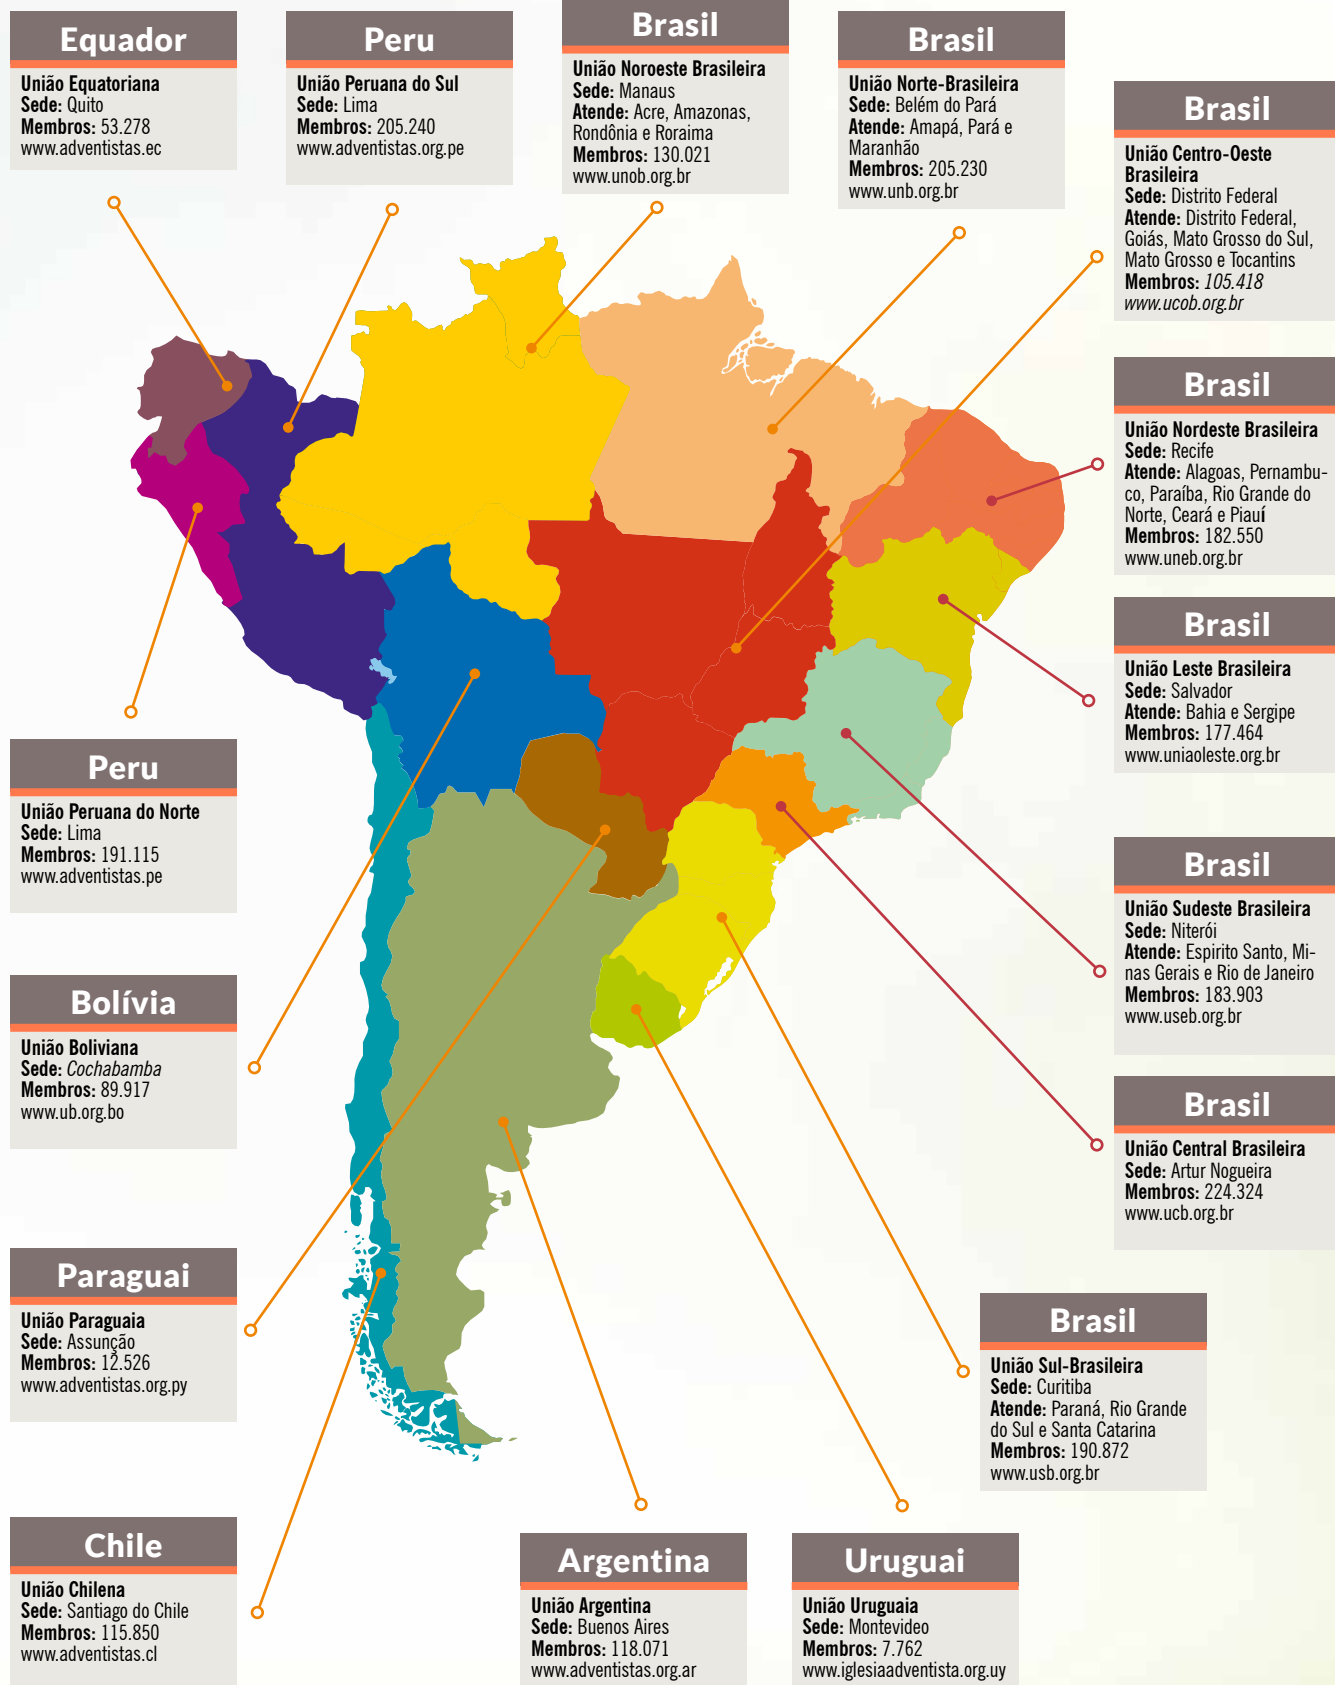 Equador
União Equatoriana
Sede: Quito
Membros: 53.278
www.adventistas.ec
Peru
União Peruana do Sul
Sede: Lima
Membros: 205.240
www.adventistas.org.pe
Brasil
União Noroeste Brasileira
Sede: Manaus
Atende: Acre, Amazonas,
Rondônia e Roraima
Membros: 130.021
www.unob.org.br
Brasil
União Norte-Brasileira
Sede: Belém do Pará
Atende: Amapá, Pará e
Maranhão
Membros: 205.230
www.unb.org.br
Brasil
União Centro-Oeste
Brasileira
Sede: Distrito Federal
Atende: Distrito Federal,
Goiás, Mato Grosso do Sul,
Mato Grosso e Tocantins
Membros: 105.418
www.ucob.org.br
Brasil
União Nordeste Brasileira
Sede: Recife
Atende: Alagoas, Pernambu-
co, Paraíba, Rio Grande do
Norte, Ceará e Piauí
Membros: 182.550
www.uneb.org.br
Brasil
União Leste Brasileira
Sede: Salvador
Atende: Bahia e Sergipe
Membros: 177.464
www.uniaoleste.org.br
Peru
União Peruana do Norte
Sede: Lima
Membros: 191.115
www.adventistas.pe
Brasil
União Sudeste Brasileira
Sede: Niterói
Atende: Espirito Santo, Mi-
nas Gerais e Rio de Janeiro
Membros: 183.903
www.useb.org.br
Bolívia
União Boliviana
Sede: Cochabamba
Membros: 89.917
www.ub.org.bo
Brasil
União Central Brasileira
Sede: Artur Nogueira
Membros: 224.324
www.ucb.org.br
Paraguai
União Paraguaia
Sede: Assunção
Membros: 12.526
www.adventistas.org.py
Brasil
União Sul-Brasileira
Sede: Curitiba
Atende: Paraná, Rio Grande
do Sul e Santa Catarina
Membros: 190.872
www.usb.org.br
Chile
União Chilena
Sede: Santiago do Chile
Membros: 115.850
www.adventistas.cl
Argentina
União Argentina
Sede: Buenos Aires
Membros: 118.071
www.adventistas.org.ar
Uruguai
União Uruguaia
Sede: Montevideo
Membros: 7.762
www.iglesiaadventista.org.uy